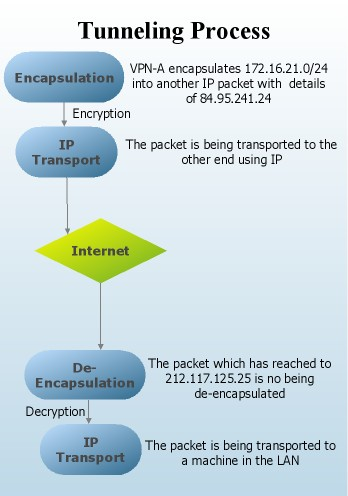 Tunneling Process
Encapsulation
VPN-A encapsulates 172.16.21.0/24
into another IP packet with details
of 84.95.241.24
Encryption
IP
Transport
The packet is being transported to the
other end using IP
Internet
De-
Encapsulation
The packet which has reached to
212.117.125.25 is no being
de-encapsulated
Decryption
IP
Transport
The packet is being transported to
a machine in the LAN